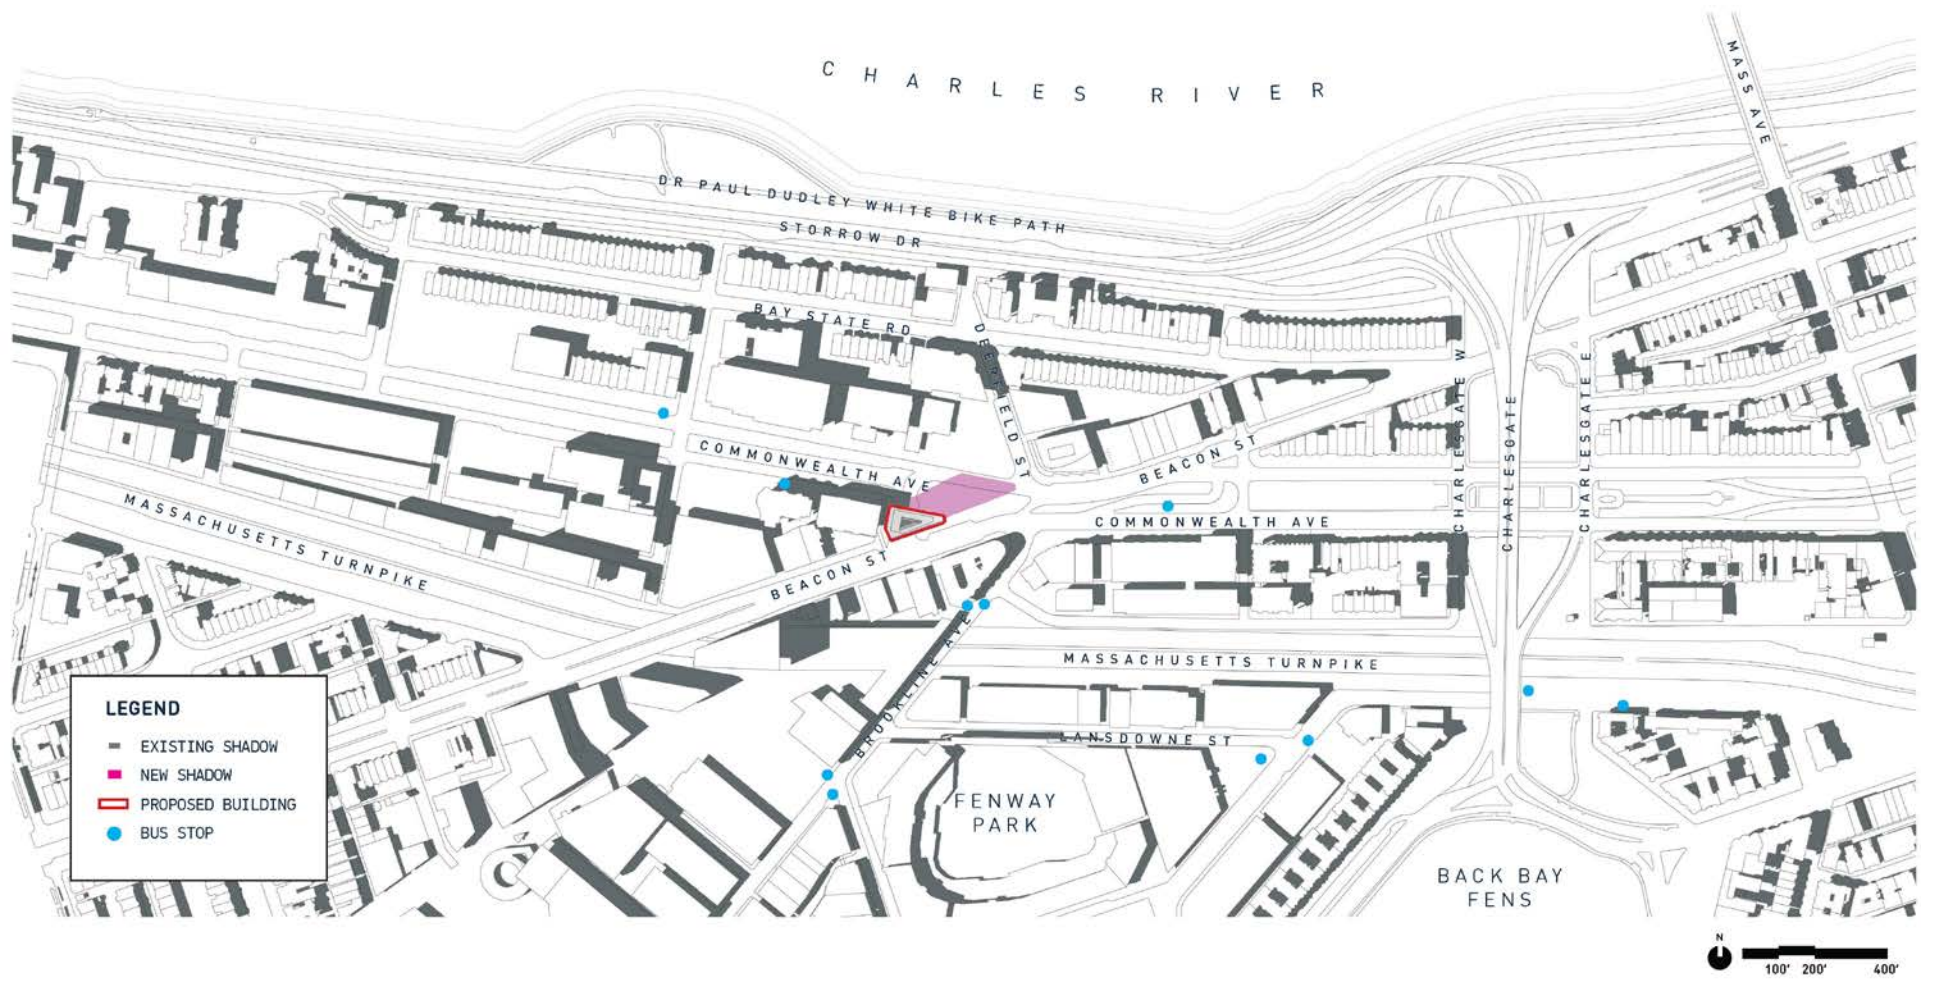 CHARLES RIVER
MASS AVE
DR PAUL DUDLEY WHITE BIKE PATH
STORROW DR
BAY STATE RD
DEERFIELD ST
CHARLESGATE W
CHARLESGATE
CHARLESGATE
COMMONWEALTH AVE
BEACON ST
COMMONWEALTH AVE
MASSACHUSETTS TURNPIKE
BEACON ST
BROOKLINE AVE
MASSACHUSETTS TURNPIKE
LANSDOWNE ST
FENWAY
PARK
BACK BAY
FENS
LEGEND
EXISTING SHADOW
NEW SHADOW
PROPOSED BUILDING
BUS STOP
N
100' 200' 400'